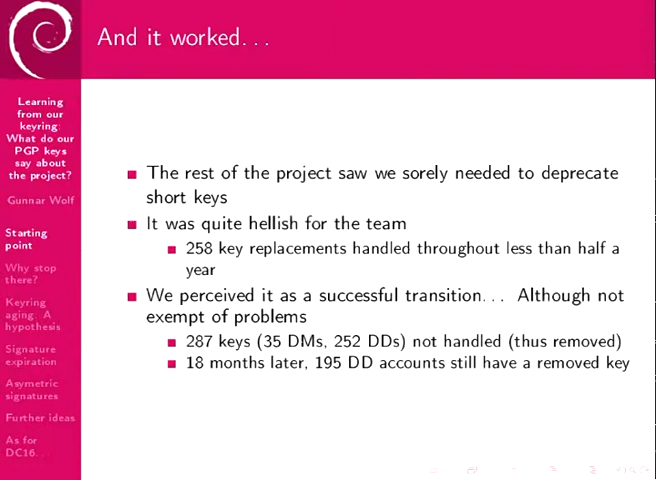 And it worked...
Learning
from our
keyring:
What do our
PGP keys
say about
the project?
Gunnar Wolf
Starting
point
Why stop
there?
Keyring
aging: A
hypothesis
Signature
expiration
Asymetric
signatures
Further ideas
As for
DC16...
The rest of the project saw we sorely needed to deprecate
short keys
It was quite hellish for the team
258 key replacements handled throughout less than half a
year
We perceived it as a successful transition... Although not
exempt of problems
287 keys (35 DMs, 252 DDs) not handled (thus removed)
18 months later, 195 DD accounts still have a removed key